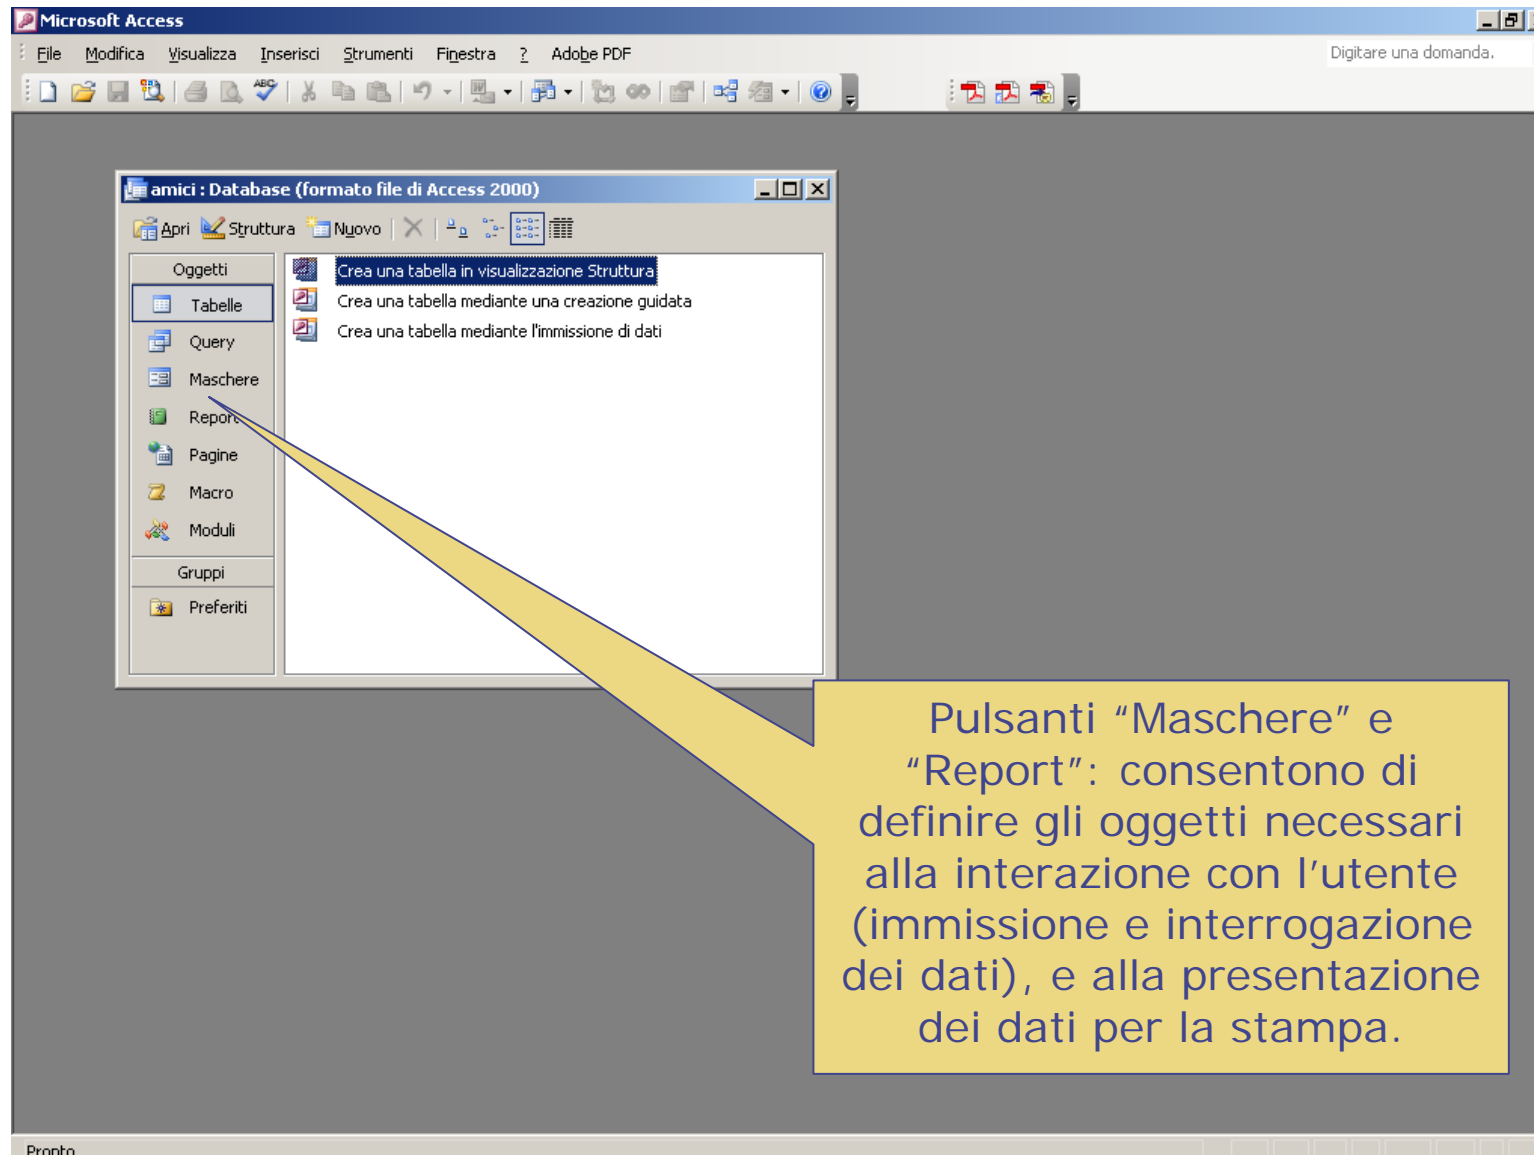 Microsoft Access
File Modifica Visualizza Inserisci Strumenti Finestra ? Adobe PDF
Digitare una domanda.
amici : Database (formato file di Access 2000)
Apri Struttura Nuovo
Oggetti
Tabelle
Query
Maschere
Report
Pagine
Macro
Moduli
Gruppi
Preferiti
Crea una tabella in visualizzazione Struttura
Crea una tabella mediante una creazione guidata
Crea una tabella mediante l'immissione di dati
Pulsanti “Maschere” e
“Report”: consentono di
definire gli oggetti necessari
alla interazione con l’utente
(immissione e interrogazione
dei dati), e alla presentazione
dei dati per la stampa.
Pronto